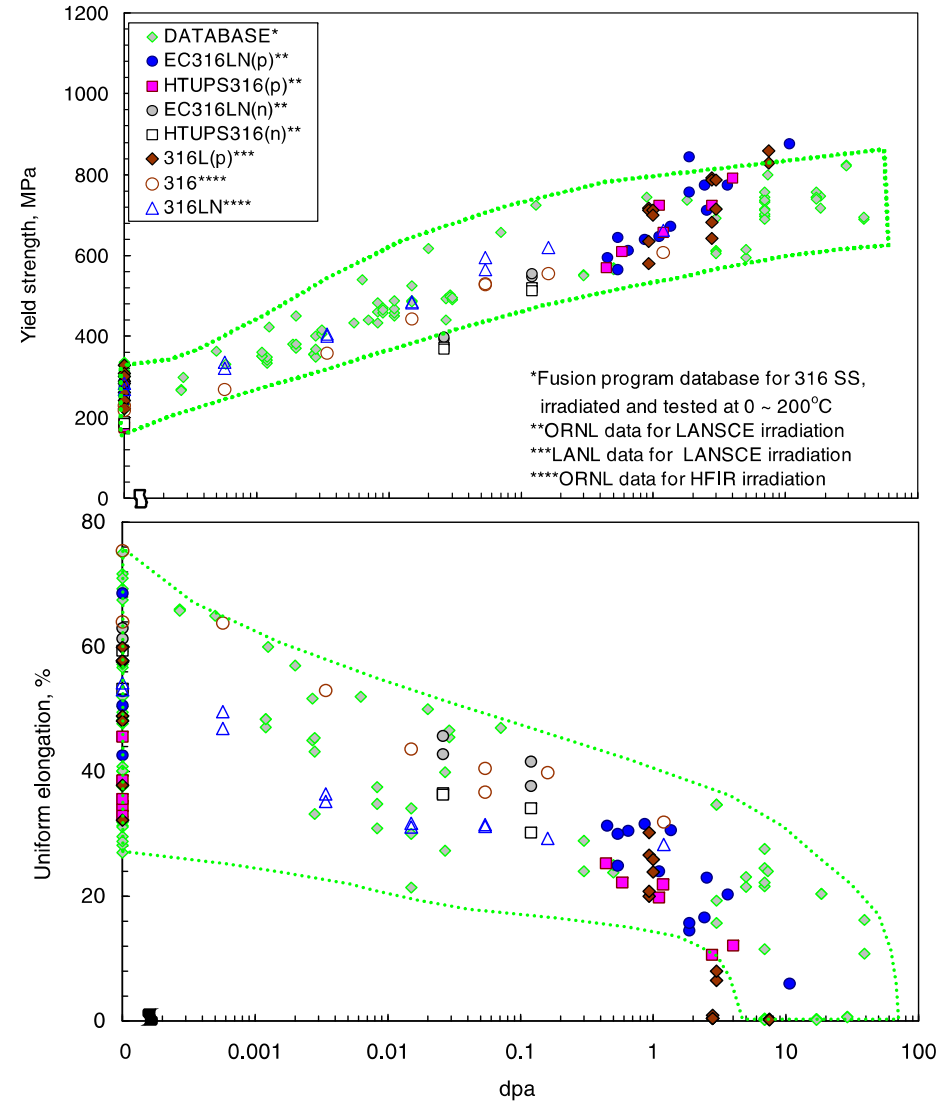 1200
1000
800
600
400
200
0
Yield strength, MPa
DATABASE*
EC316LN(p)**
HTUPS316(p)**
EC316LN(n)**
HTUPS316(n)**
316L(p)***
316****
316LN****
*Fusion program database for 316 SS,
irradiated and tested at 0 ~ 200°C
**ORNL data for LANSCE irradiation
***LANL data for LANSCE irradiation
****ORNL data for HFIR irradiation
80
60
40
20
0
Uniform elongation, %
0 0.001 0.01 0.1 1 10 100
dpa